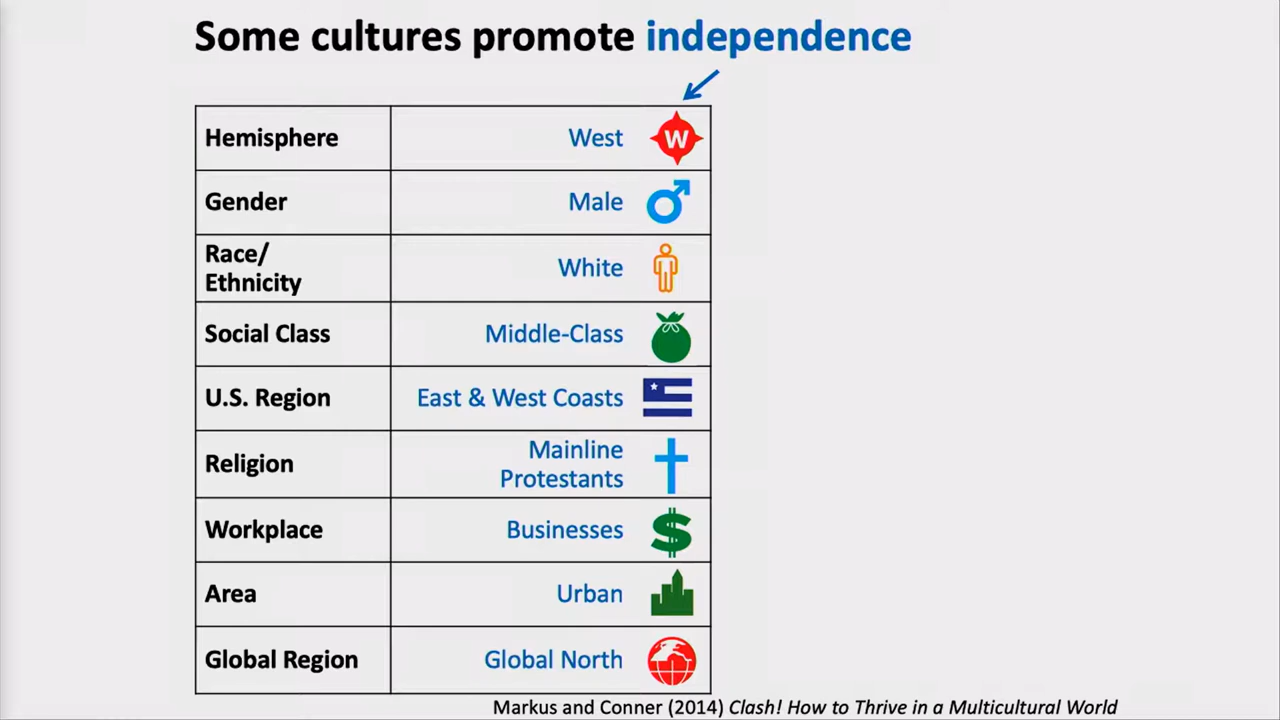 Some cultures promote independence
Hemisphere West W
Gender Male
Race/
Ethnicity White
Social Class Middle-Class
U.S. Region East & West Coasts
Religion Mainline
Protestants
Workplace Businesses $
Area Urban
Global Region Global North
Markus and Conner (2014) Clash! How to Thrive in a Multicultural World